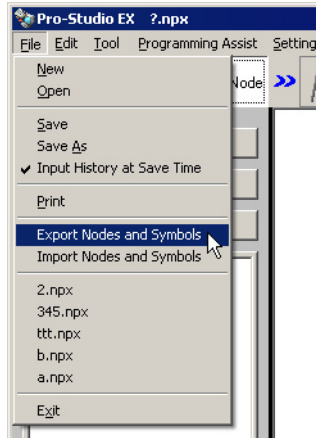 Pro-Studio EX ?.npx
File Edit Tool Programming Assist Setting
New
Node
Open
Save
Save As
✓ Input History at Save Time
Print
Export Nodes and Symbols
Import Nodes and Symbols
2.npx
345.npx
ttt.npx
b.npx
a.npx
Exit